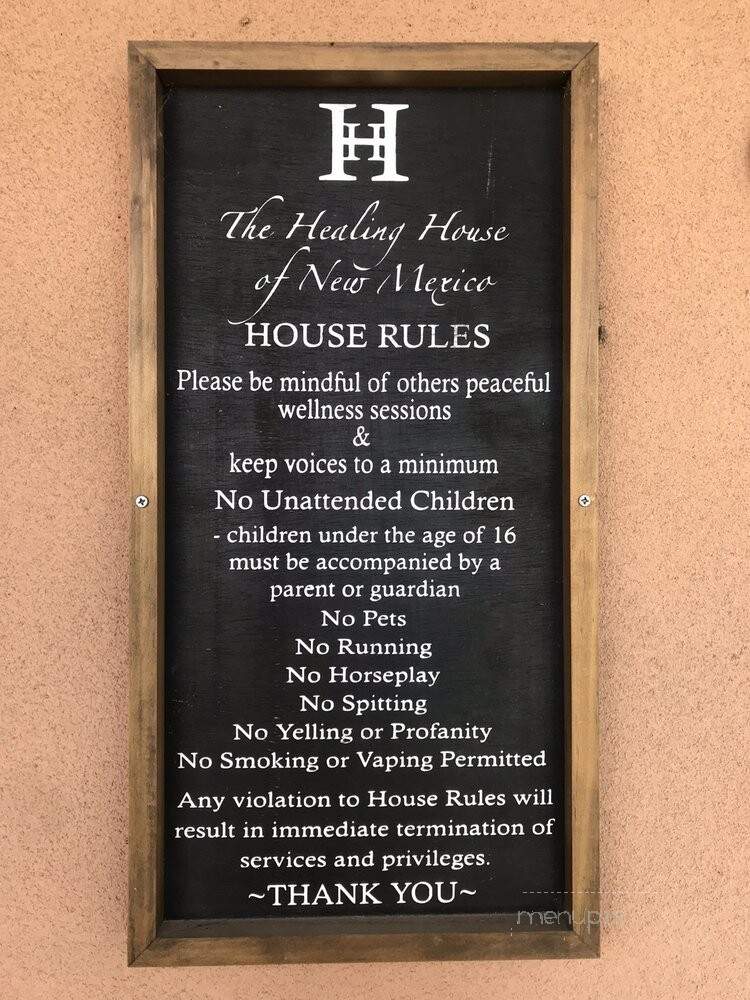 HH
The Healing House
of New Mexico
HOUSE RULES
Please be mindful of others peaceful
wellness sessions
&
keep voices to a minimum
No Unattended Children
- children under the age of 16
must be accompanied by a
parent or guardian
No Pets
No Running
No Horseplay
No Spitting
No Yelling or Profanity
No Smoking or Vaping Permitted
Any violation to House Rules will
result in immediate termination of
services and privileges.
~THANK YOU~